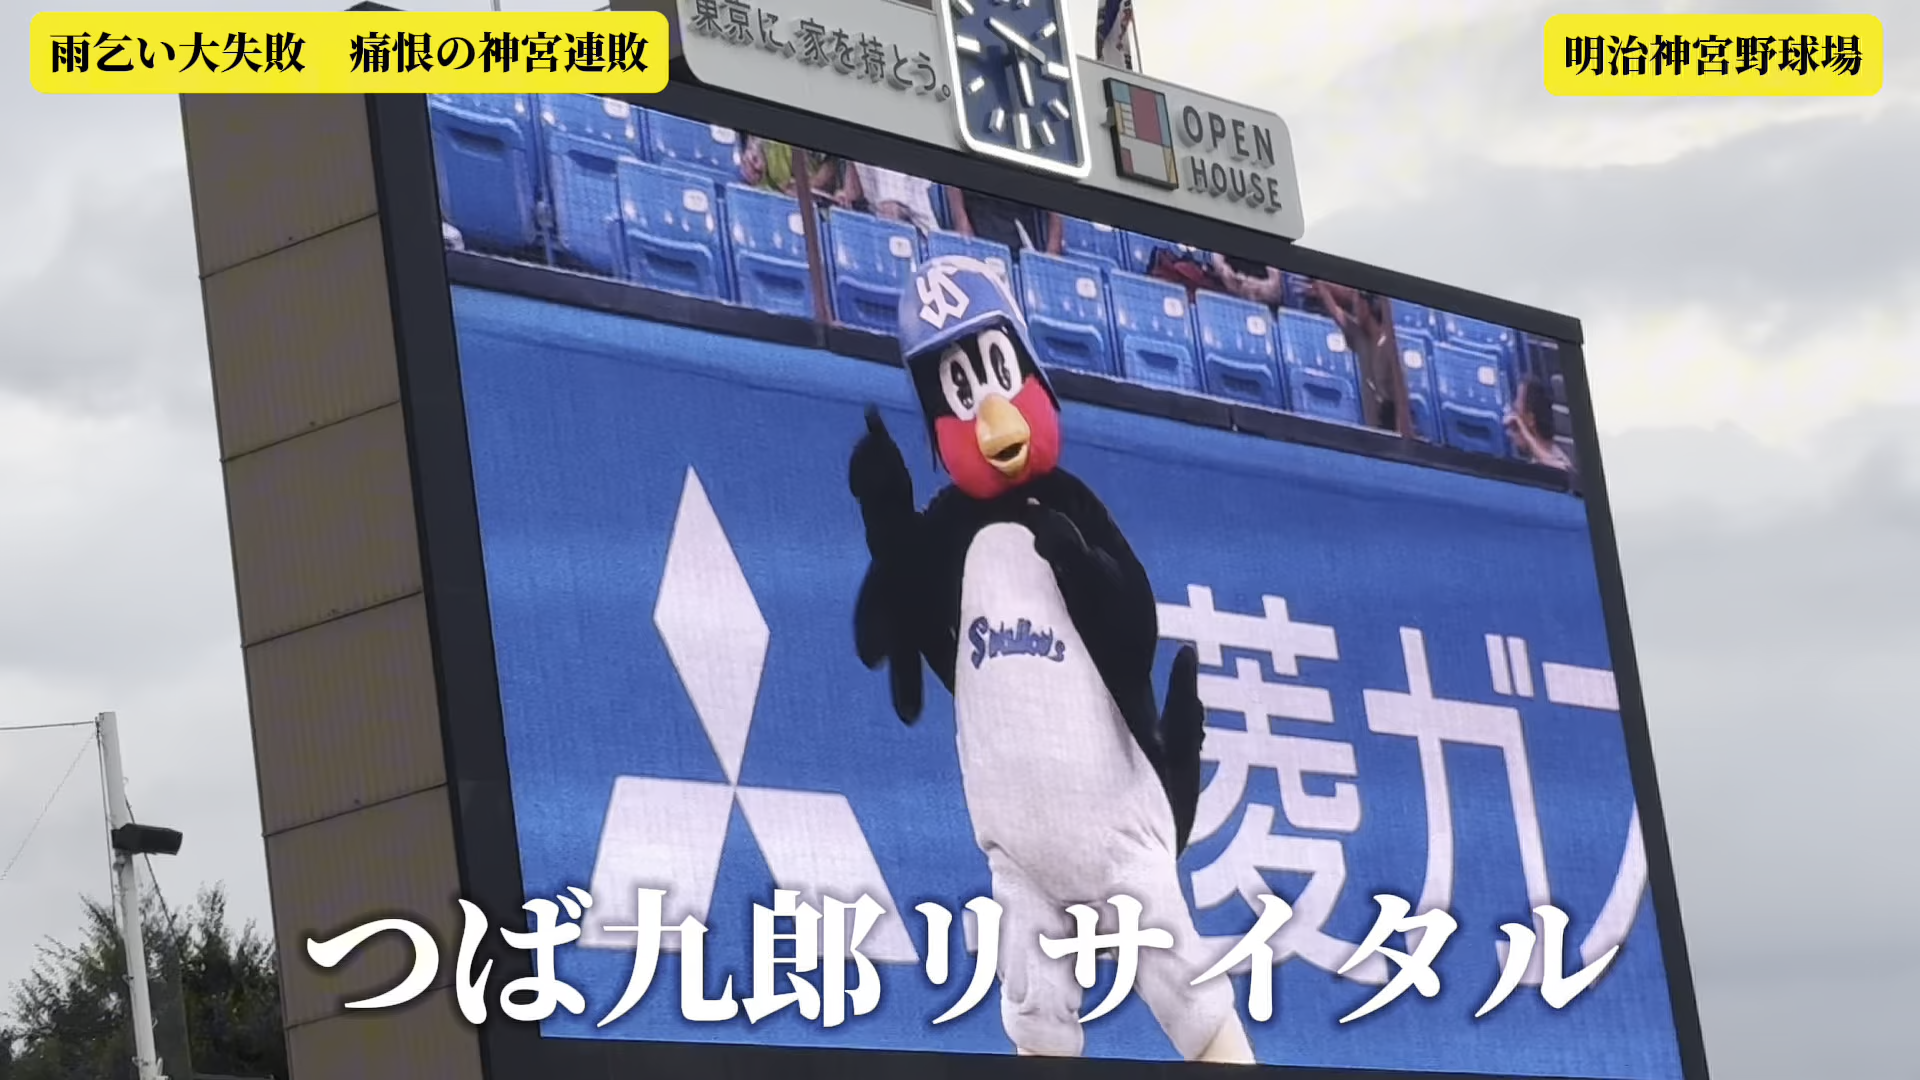 雨乞い大失敗　痛恨の神宮連敗
明治神宮野球場
東京に、家を持とう。
OPEN
HOUSE
YS
Swallows
菱ガ
つば九郎リサイタル